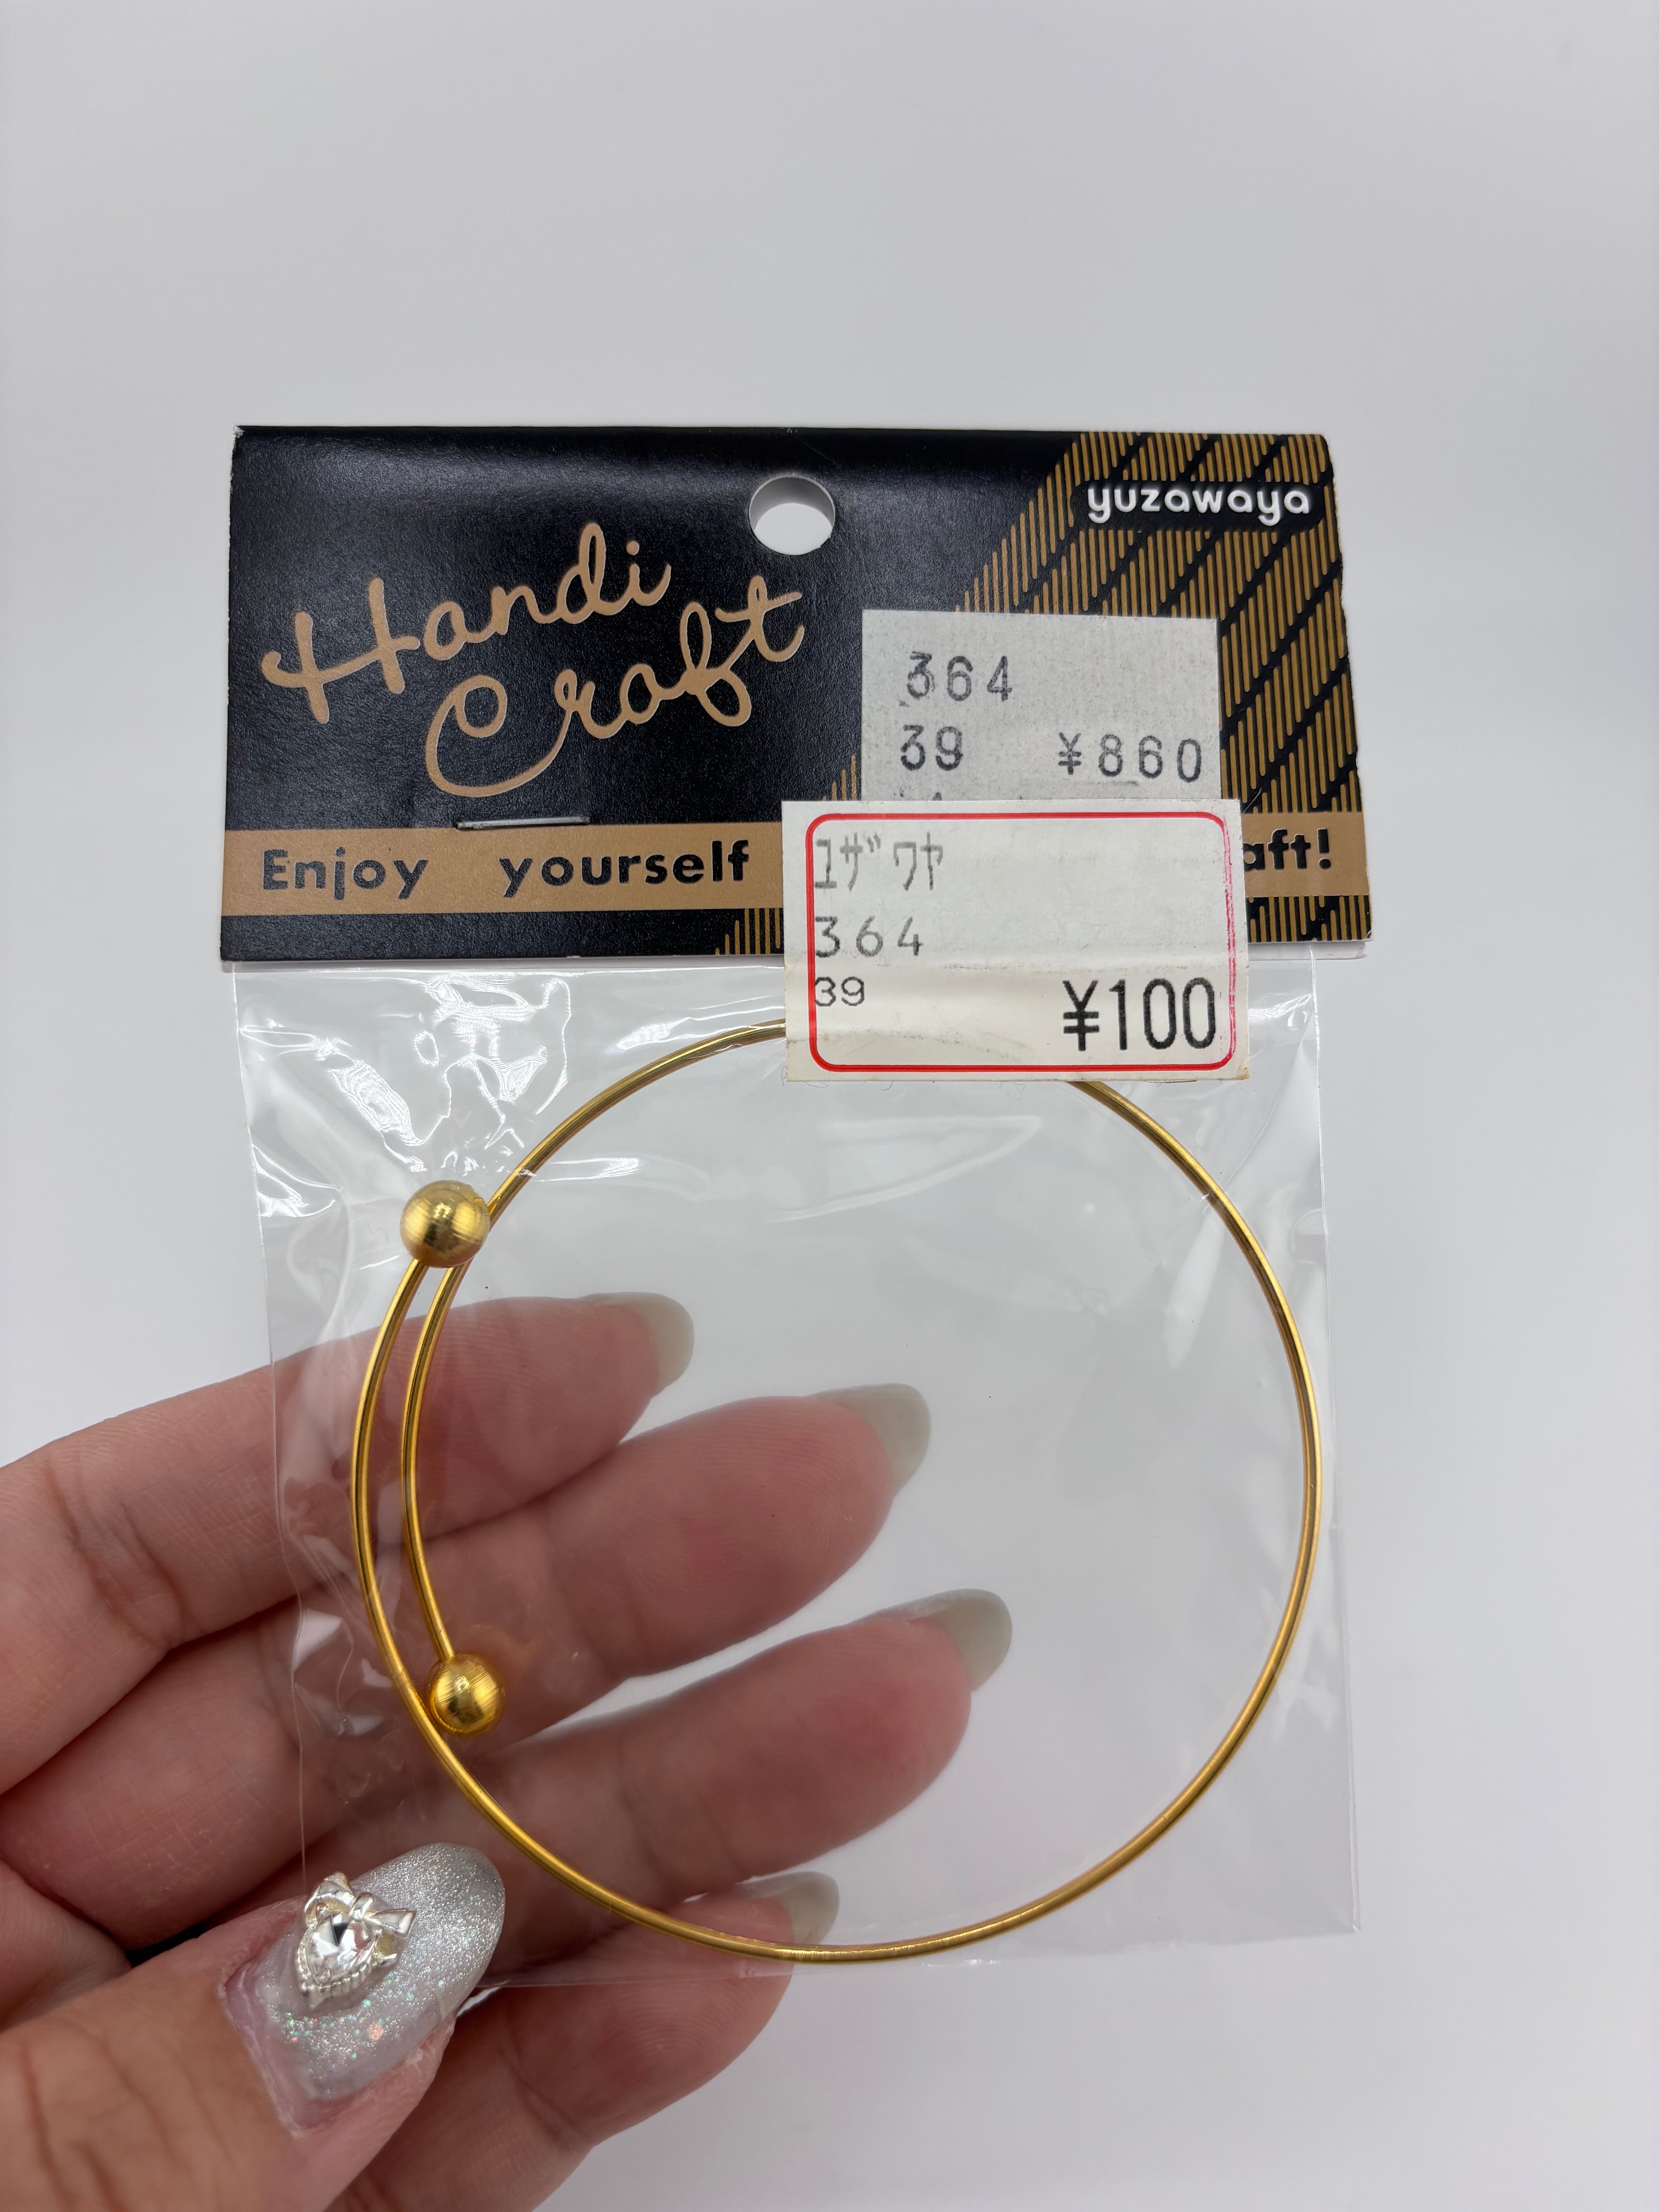 yuzawaya
Handi
Craft
364
39 ¥860
Enjoy yourself aft!
ﾕｻﾞﾜﾔ
364
39 ¥100